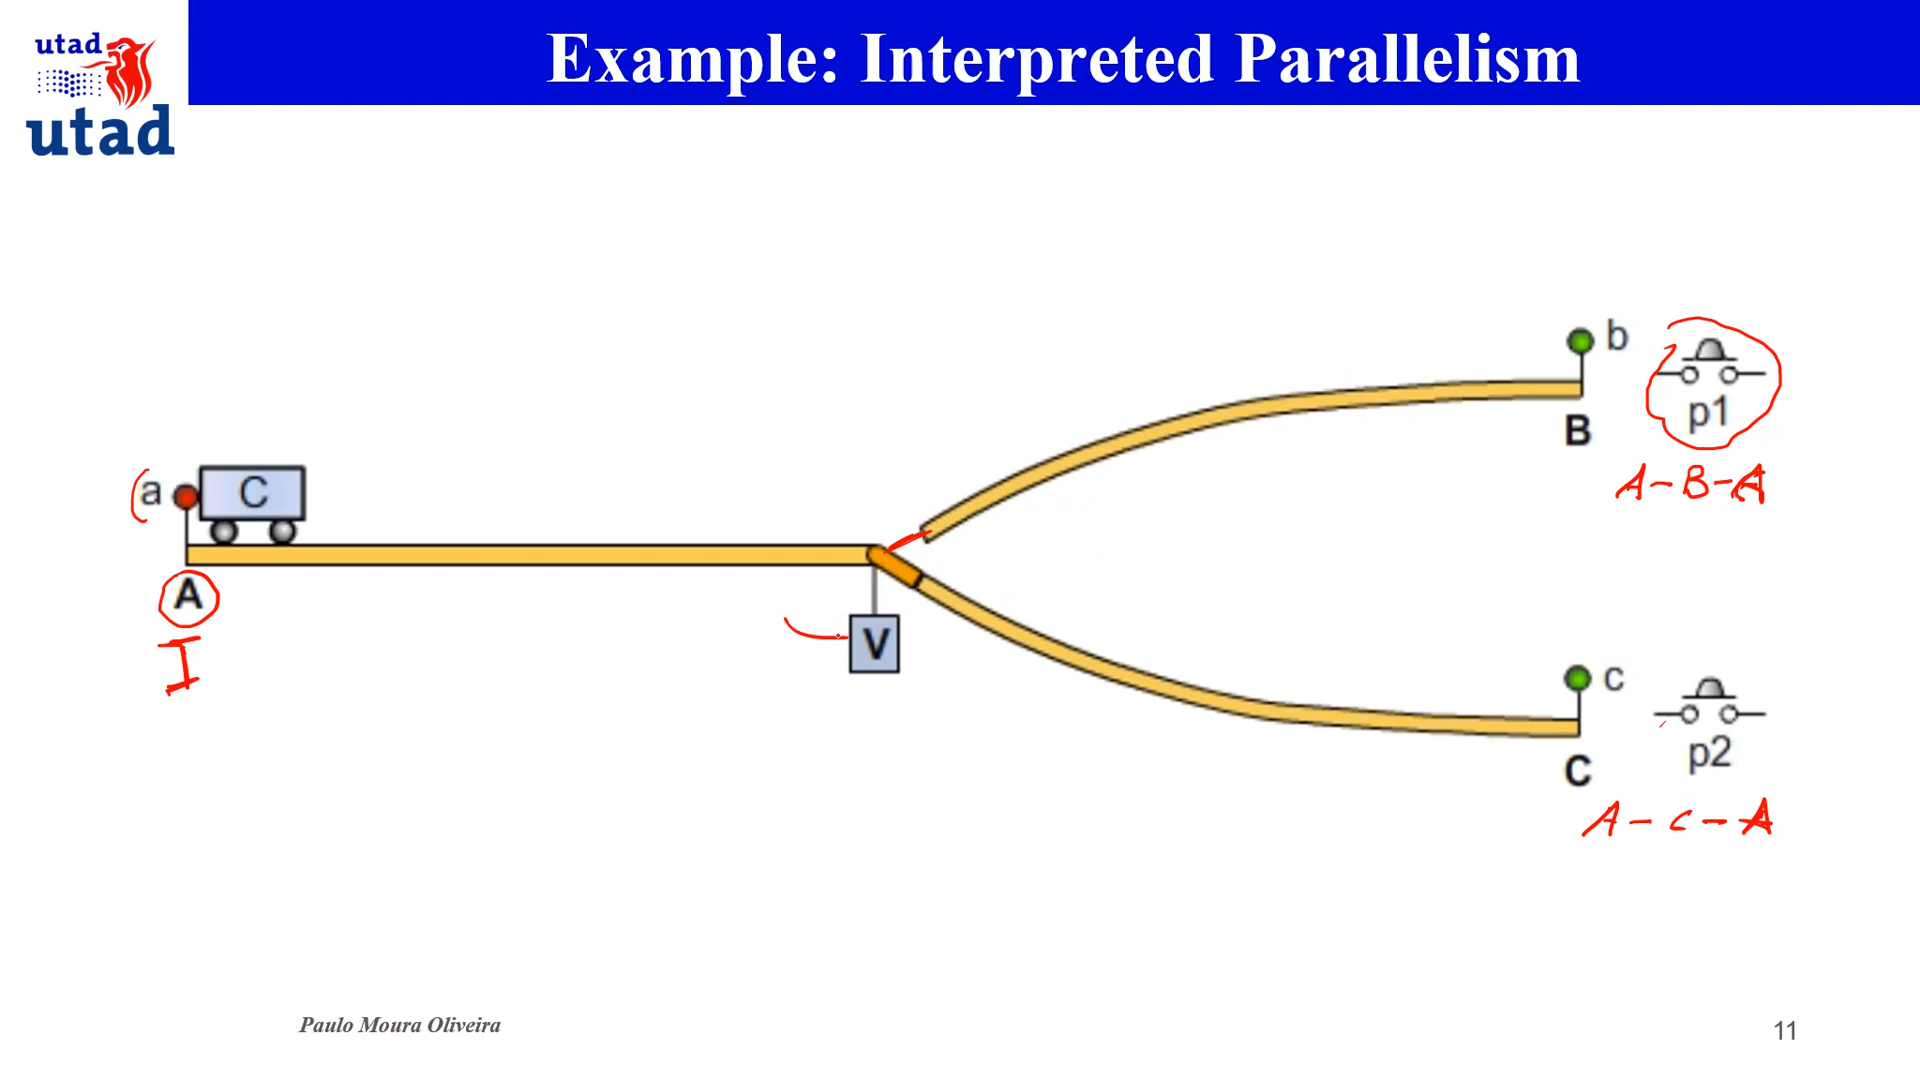 utad
utad
Example: Interpreted Parallelism
b
p1
B
A-B-A
a
C
A
I
V
c
p2
C
A-C-A
Paulo Moura Oliveira
11